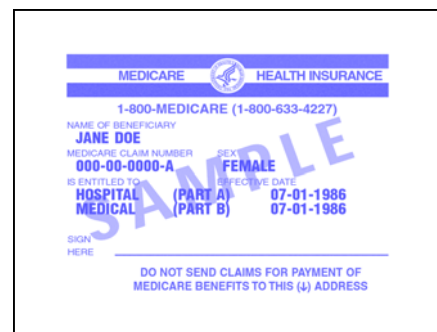 MEDICARE HEALTH INSURANCE
1-800-MEDICARE (1-800-633-4227)
NAME OF BENEFICIARY
JANE DOE
MEDICARE CLAIM NUMBER SEX
000-00-0000-A FEMALE
IS ENTITLED TO EFFECTIVE DATE
HOSPITAL (PART A) 07-01-1986
MEDICAL (PART B) 07-01-1986
SAMPLE
SIGN
HERE
DO NOT SEND CLAIMS FOR PAYMENT OF
MEDICARE BENEFITS TO THIS (↓) ADDRESS